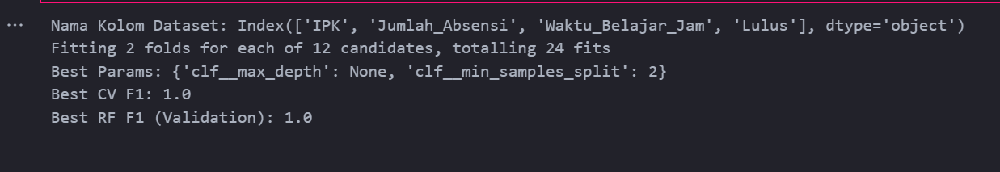 Nama Kolom Dataset: Index(['IPK', 'Jumlah_Absensi', 'Waktu_Belajar_Jam', 'Lulus'], dtype='object')
Fitting 2 folds for each of 12 candidates, totalling 24 fits
Best Params: {'clf__max_depth': None, 'clf__min_samples_split': 2}
Best CV F1: 1.0
Best RF F1 (Validation): 1.0